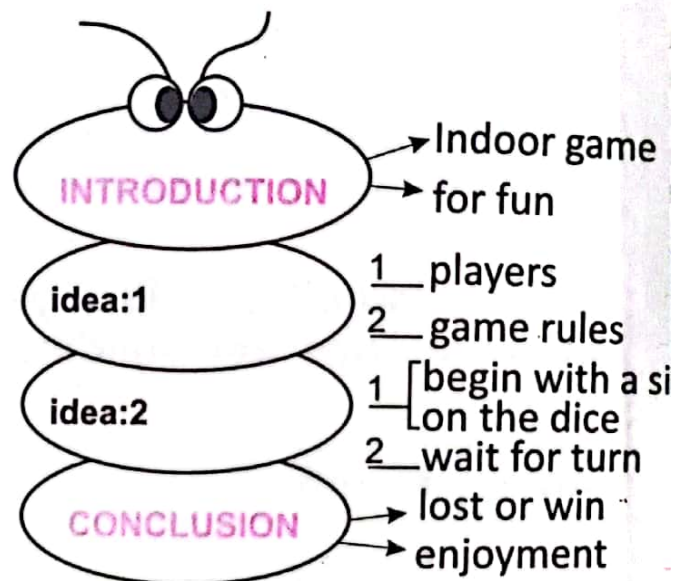 Indoor game
INTRODUCTION
for fun
idea:1
1 players
2 game rules
idea:2
1 begin with a si
on the dice
2 wait for turn
CONCLUSION
lost or win
enjoyment